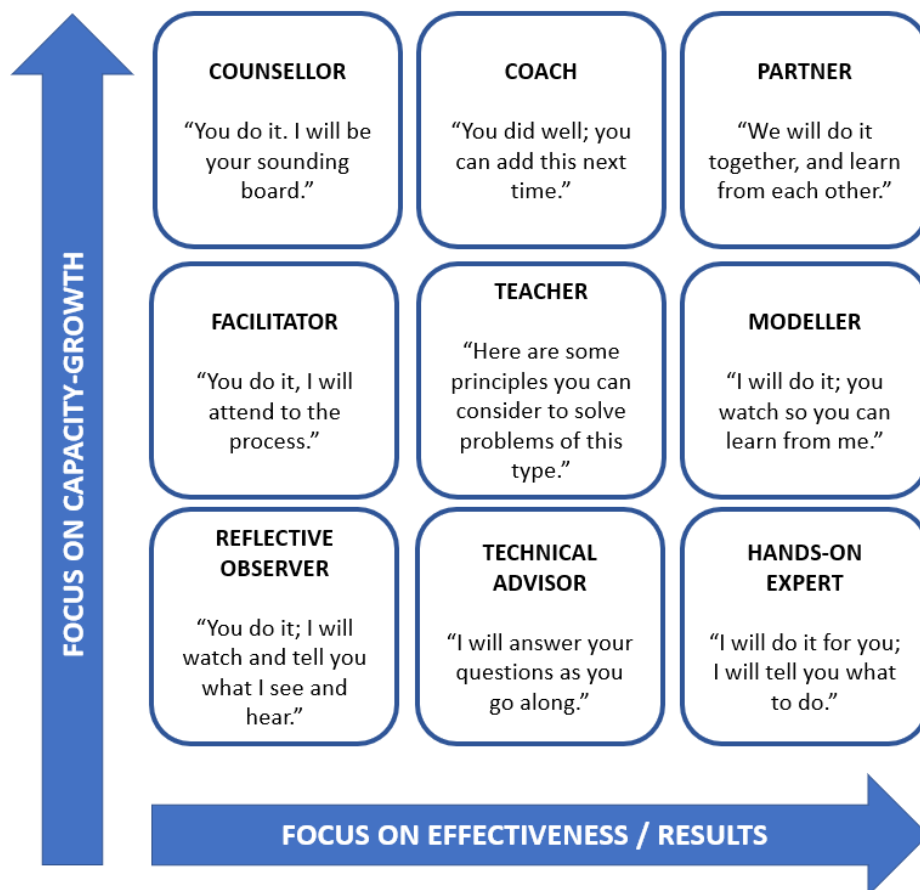 COUNSELLOR
“You do it. I will be
your sounding
board.”
COACH
“You did well; you
can add this next
time.”
PARTNER
“We will do it
together, and learn
from each other.”
FACILITATOR
“You do it, I will
attend to the
process.”
TEACHER
“Here are some
principles you can
consider to solve
problems of this
type.”
MODELLER
“I will do it; you
watch so you can
learn from me.”
REFLECTIVE
OBSERVER
“You do it; I will
watch and tell you
what I see and
hear.”
TECHNICAL
ADVISOR
“I will answer your
questions as you
go along.”
HANDS-ON
EXPERT
“I will do it for you;
I will tell you what
to do.”
FOCUS ON CAPACITY-GROWTH
FOCUS ON EFFECTIVENESS / RESULTS